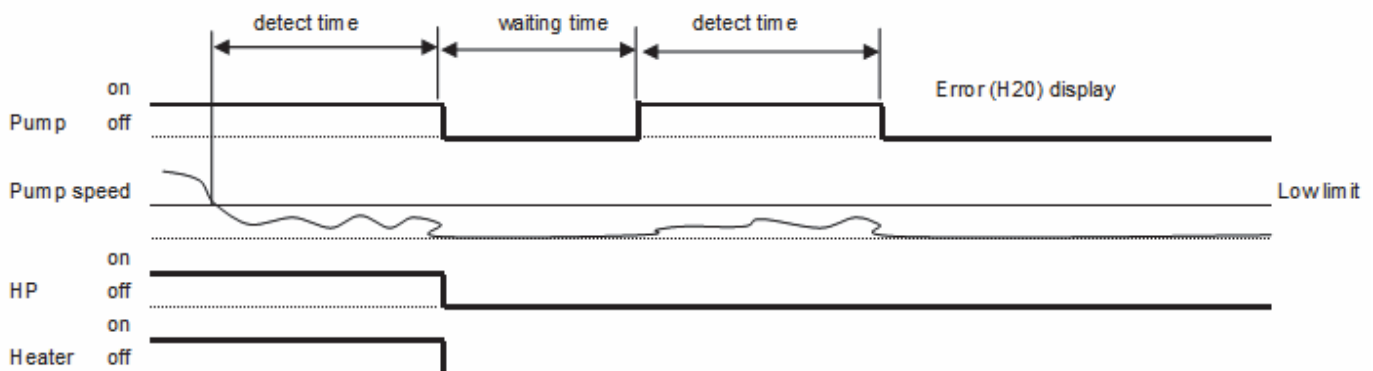 detect time waiting time detect time
on Error (H20) display
Pump off
Pump speed Low limit
on
HP off
on
Heater off